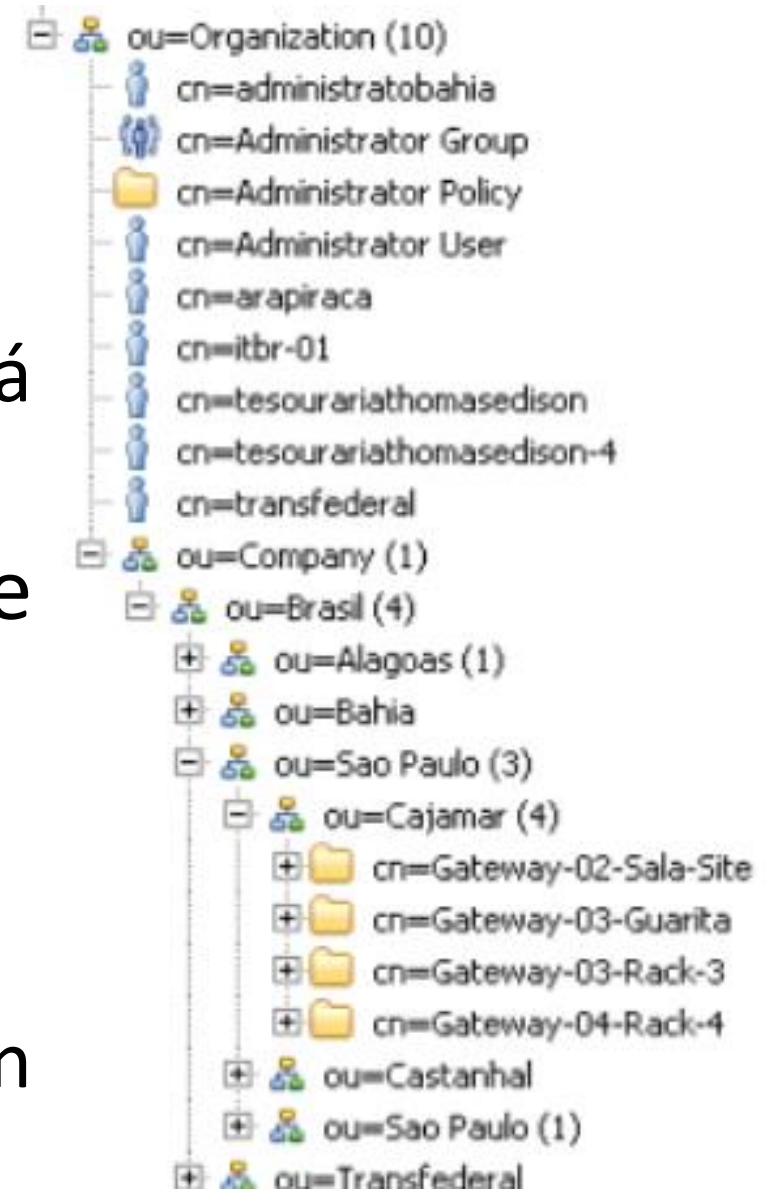 ou=Organization (10)
cn=administratobahia
cn=Administrator Group
cn=Administrator Policy
cn=Administrator User
cn=arapiraca
á
cn=itbr-01
cn=tesourariathomasedison
cn=tesourariathomasedison-4
cn=transfederal
ou=Company (1)
e
ou=Brasil (4)
ou=Alagoas (1)
ou=Bahia
ou=Sao Paulo (3)
ou=Cajamar (4)
cn=Gateway-02-Sala-Site
cn=Gateway-03-Guarita
cn=Gateway-03-Rack-3
cn=Gateway-04-Rack-4
ou=Castanhal
ou=Sao Paulo (1)
ou=Transfederal